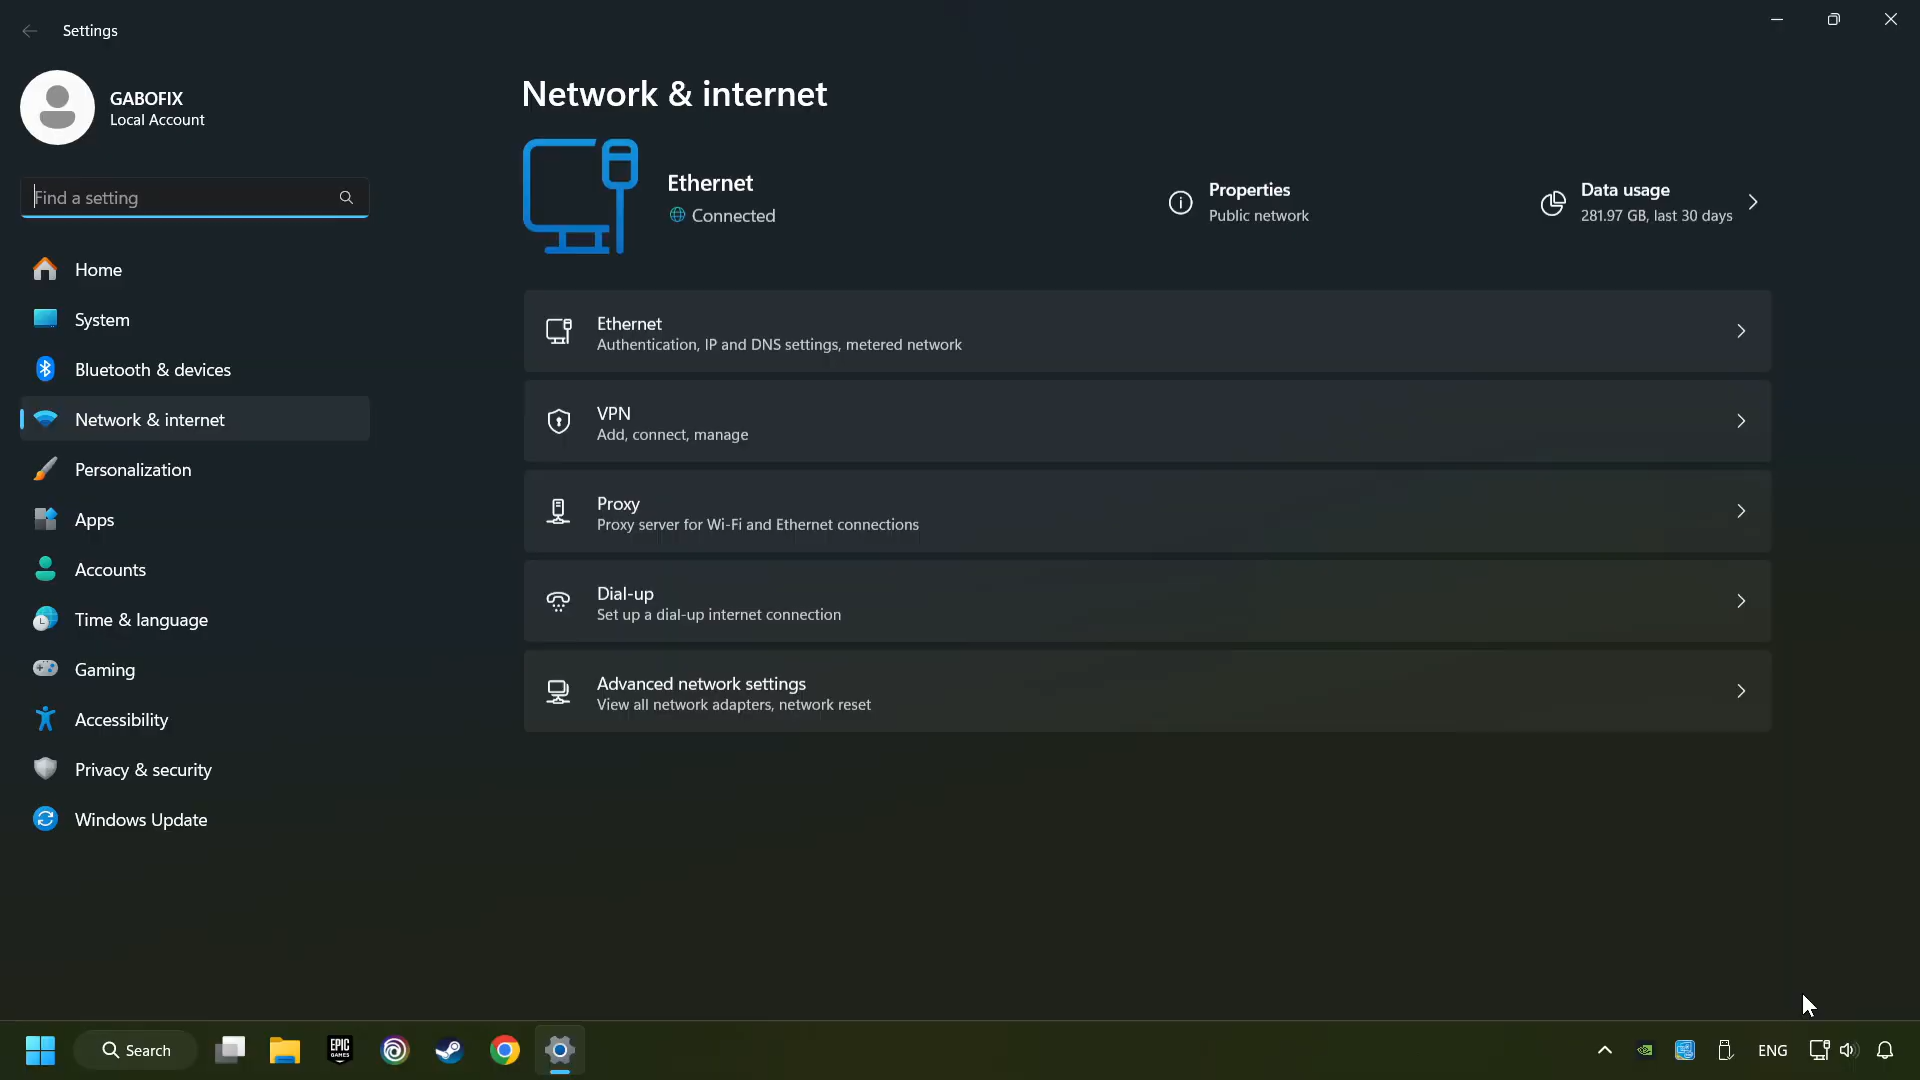 Settings
GABOFIX
Local Account
Find a setting
Home
System
Bluetooth & devices
Network & internet
Personalization
Apps
Accounts
Time & language
Gaming
Accessibility
Privacy & security
Windows Update
Network & internet
Ethernet
Connected
Properties
Public network
Data usage
281.97 GB, last 30 days
Ethernet
Authentication, IP and DNS settings, metered network
VPN
Add, connect, manage
Proxy
Proxy server for Wi-Fi and Ethernet connections
Dial-up
Set up a dial-up internet connection
Advanced network settings
View all network adapters, network reset
Search
EPIC
GAMES
ENG